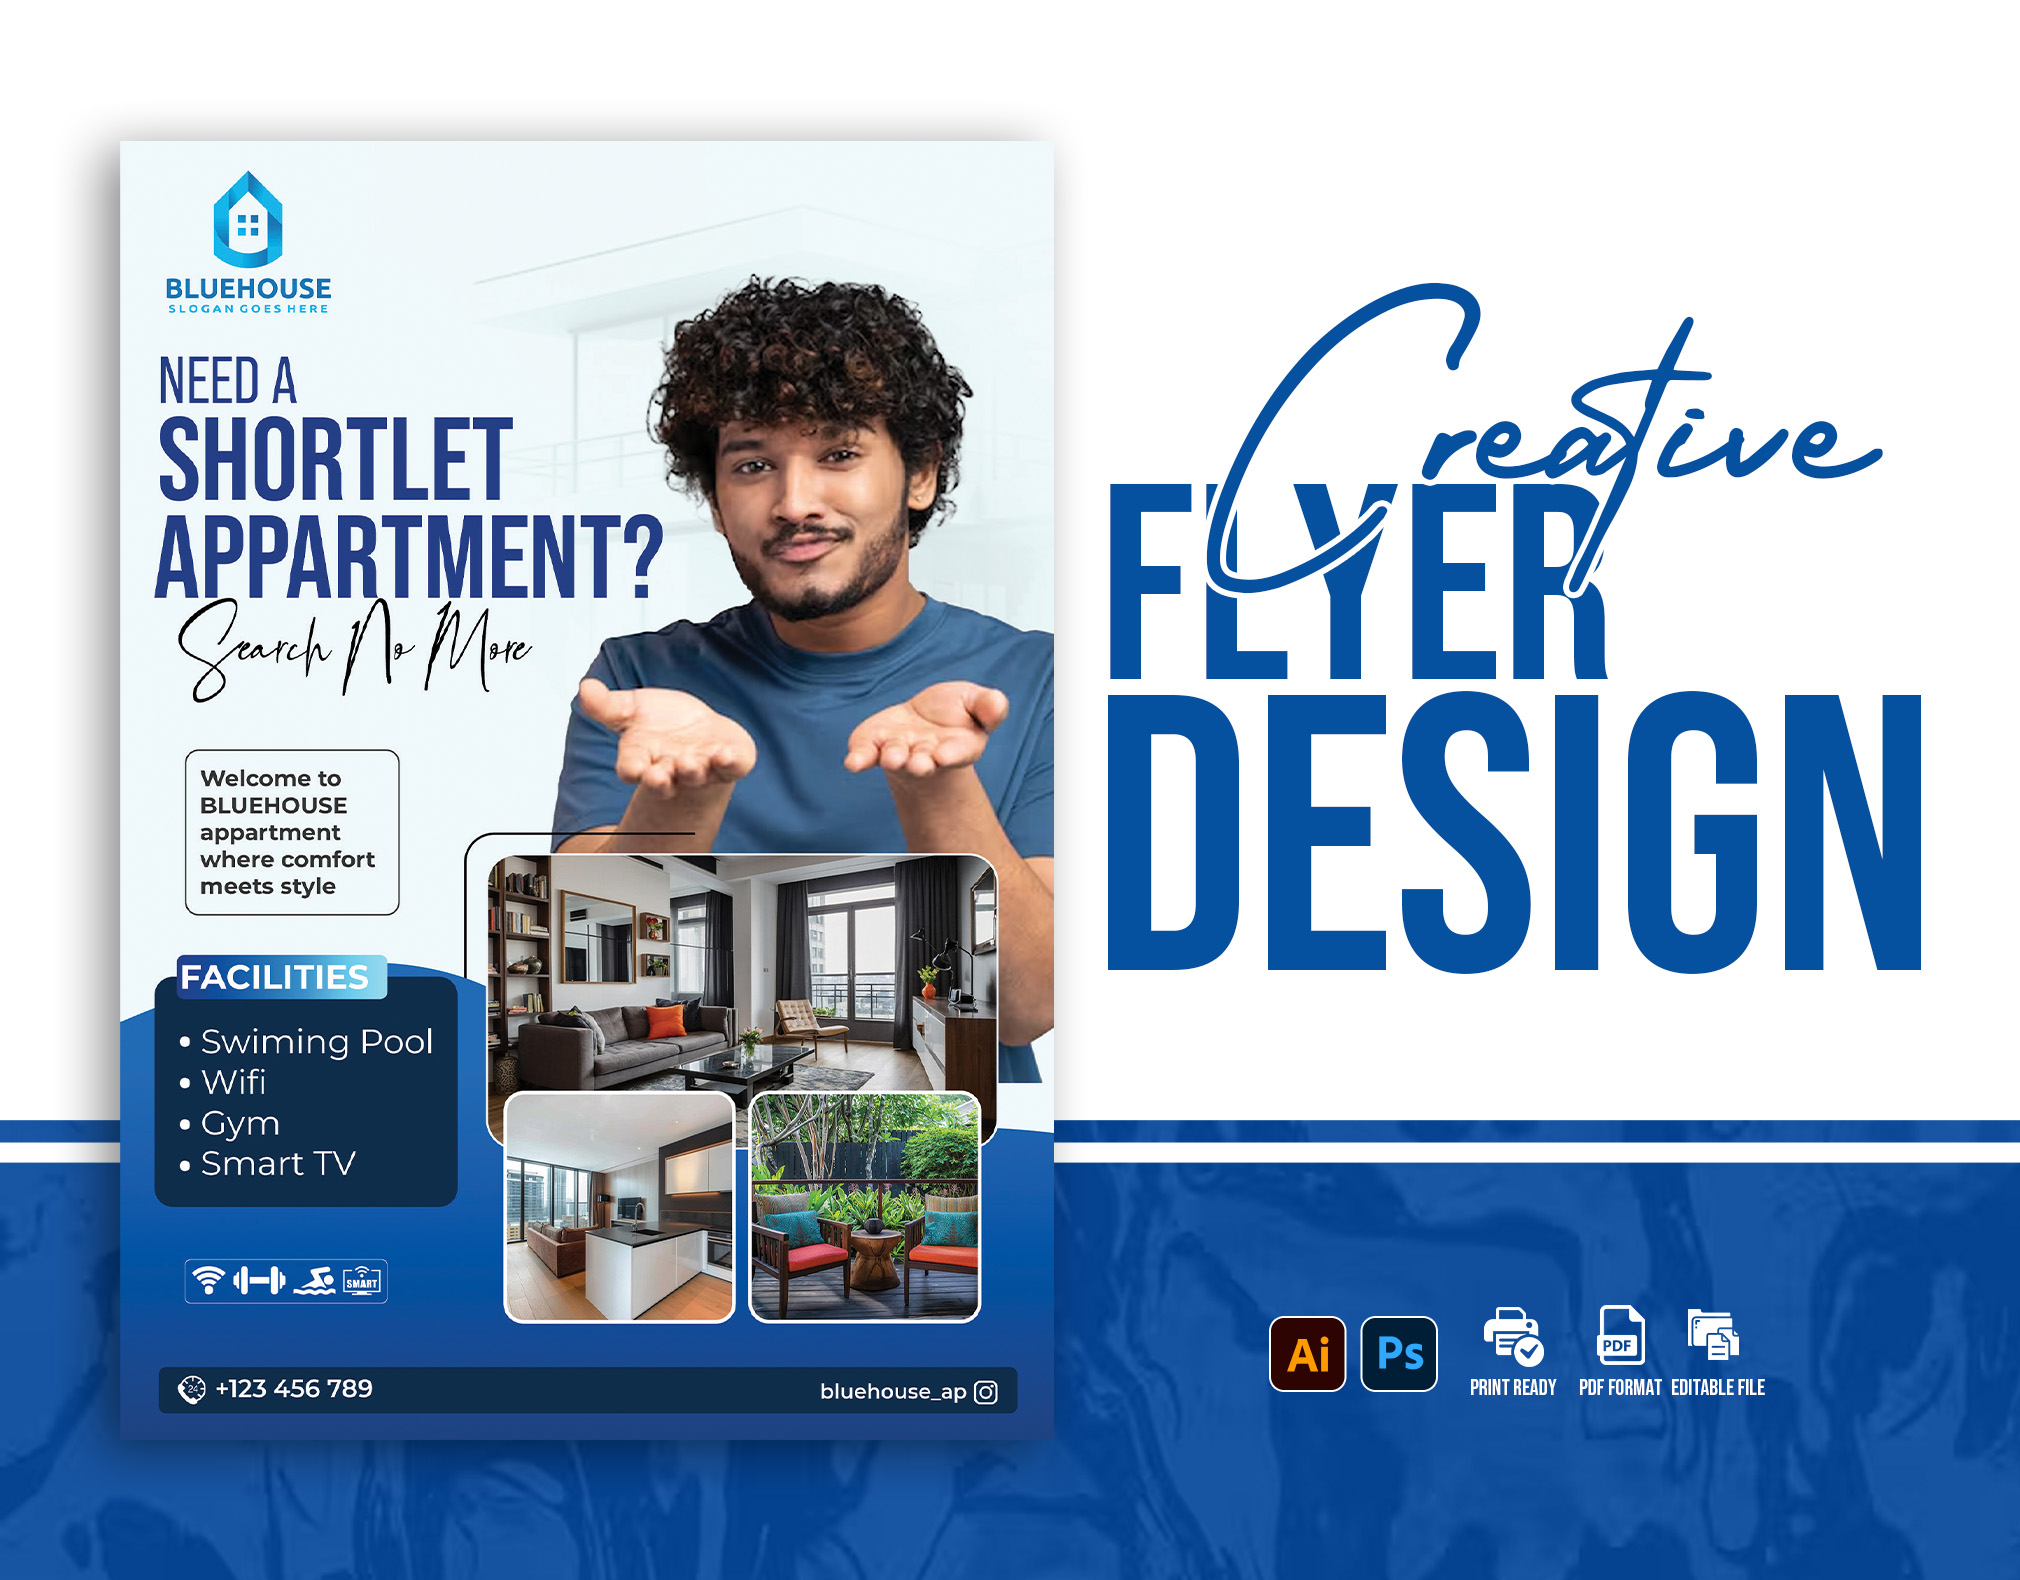 BLUEHOUSE
SLOGAN GOES HERE
NEED A
SHORTLET
APPARTMENT?
Search No More
Welcome to
BLUEHOUSE
appartment
where comfort
meets style
FACILITIES
• Swiming Pool
• Wifi
• Gym
• Smart TV
SMART
24
+123 456 789
bluehouse_ap
Creative
FLYER
DESIGN
Ai
Ps
PRINT READY
PDF
PDF FORMAT
EDITABLE FILE